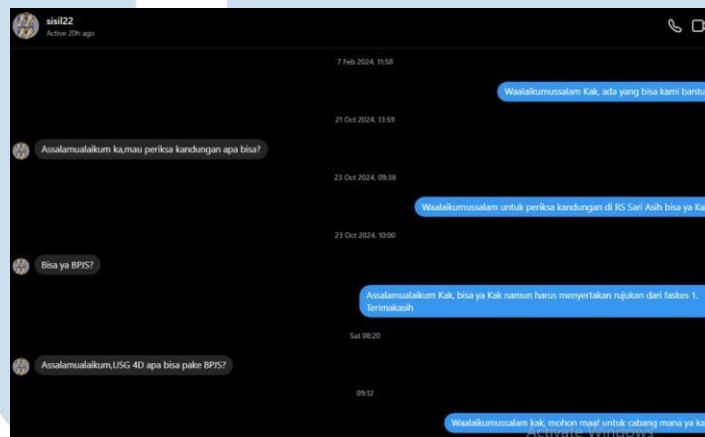 sisil22
Active 20h ago
7 Feb 2024, 11:58
Waalaikumussalam Kak, ada yang bisa kami bantu
21 Oct 2024, 13:59
Assalamualaikum ka,mau periksa kandungan apa bisa?
23 Oct 2024, 09:38
Waalaikumussalam untuk periksa kandungan di RS Sari Asih bisa ya Ka
23 Oct 2024, 10:00
Bisa ya BPJS?
Assalamualaikum Kak, bisa ya Kak namun harus menyertakan rujukan dari faskes 1.
Terimakasih
Sat 08:20
Assalamualaikum,USG 4D apa bisa pake BPJS?
09:12
Waalaikumussalam kak, mohon maaf untuk cabang mana ya ka
Activate Windows